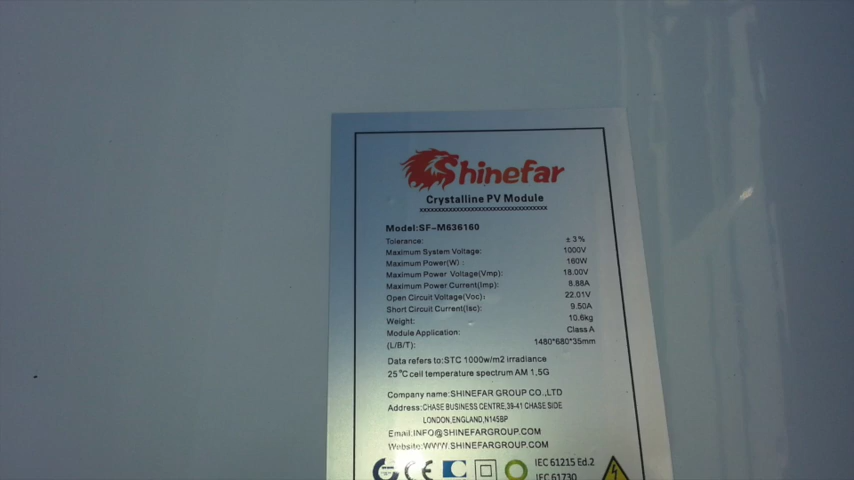 Shinefar
Crystalline PV Module
Model:SF-M636160
Tolerance: ±3%
Maximum System Voltage: 1000V
Maximum Power(W) : 160W
Maximum Power Voltage(Vmp): 18.00V
Maximum Power Current(Imp): 8.88A
Open Circuit Voltage(Voc): 22.01V
Short Circuit Current(Isc): 9.50A
Weight: 10.6kg
Module Application: Class A
(L/B/T): 1480*680*35mm
Data refers to:STC 1000w/m2 irradiance
25℃ cell temperature spectrum AM 1.5G
Company name:SHINEFAR GROUP CO.,LTD
Address:CHASE BUSINESS CENTRE,39-41 CHASE SIDE
LONDON,ENGLAND,N145BP
Email:INFO@SHINEFARGROUP.COM
Website:WWW.SHINEFARGROUP.COM
CE
IEC 61215 Ed.2
IEC 61730